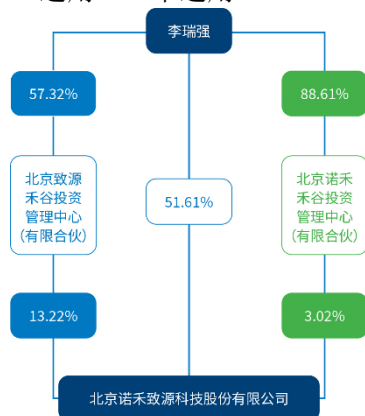 李瑞强
57.32%
88.61%
北京致源
禾谷投资
管理中心
(有限合伙)
51.61%
北京诺禾
禾谷投资
管理中心
(有限合伙)
13.22%
3.02%
北京诺禾致源科技股份有限公司